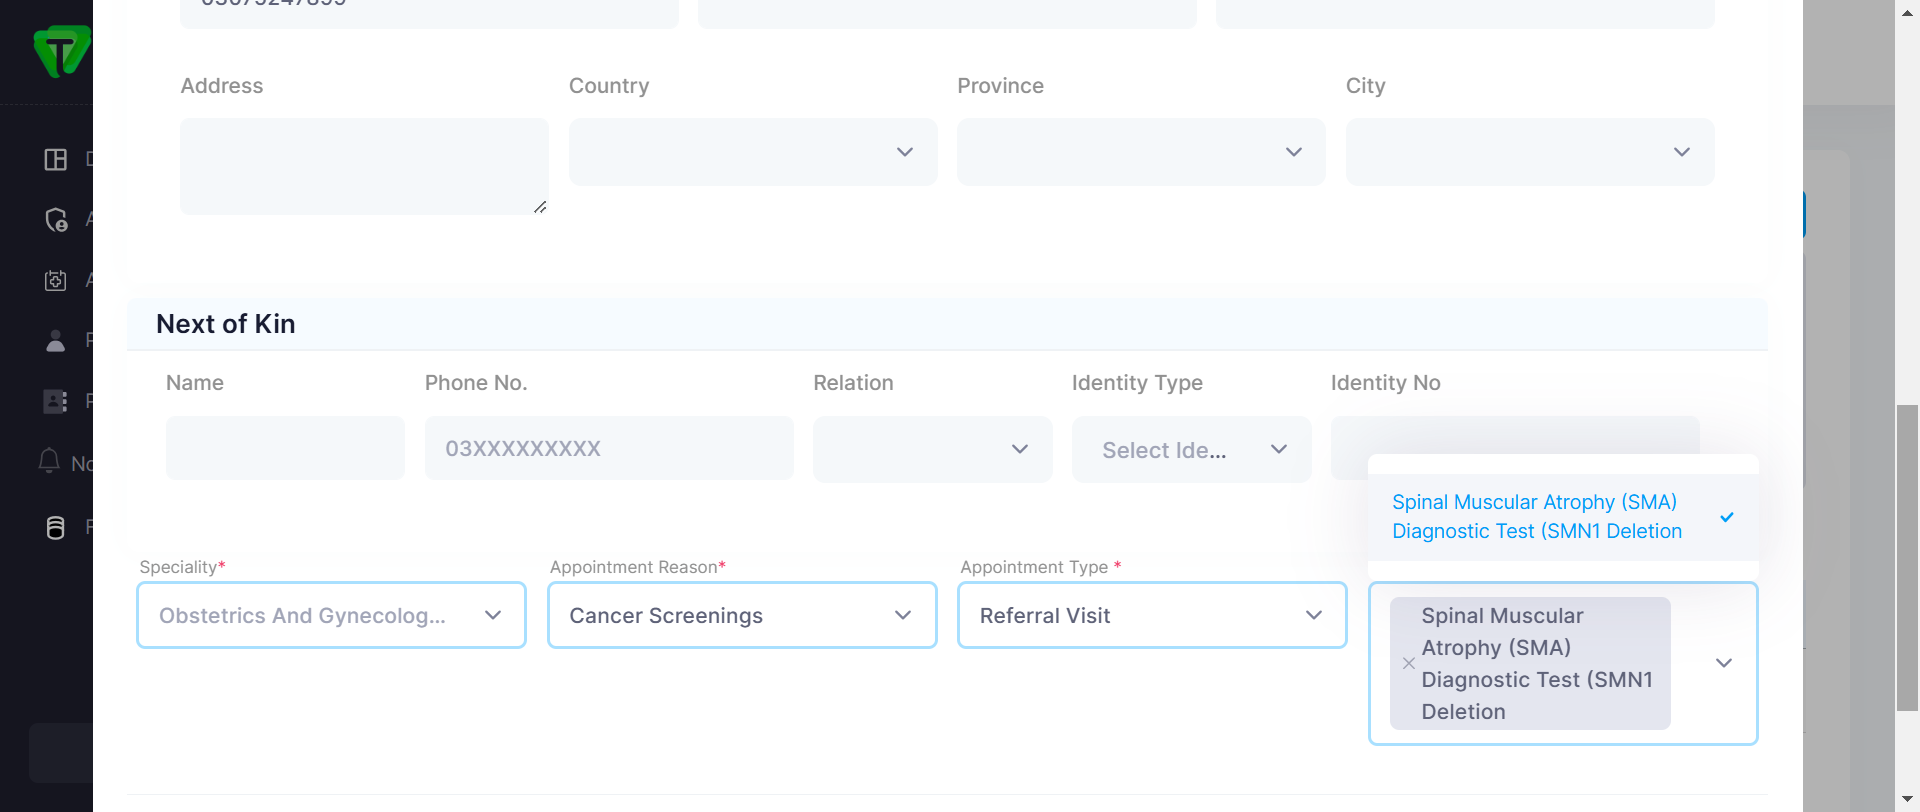 Address Country Province City
Next of Kin
Name Phone No. Relation Identity Type Identity No
03XXXXXXXXX Select Ide...
Spinal Muscular Atrophy (SMA)
Diagnostic Test (SMN1 Deletion
No
Speciality* Appointment Reason* Appointment Type *
Obstetrics And Gynecolog... Cancer Screenings Referral Visit
Spinal Muscular
Atrophy (SMA)
Diagnostic Test (SMN1
Deletion